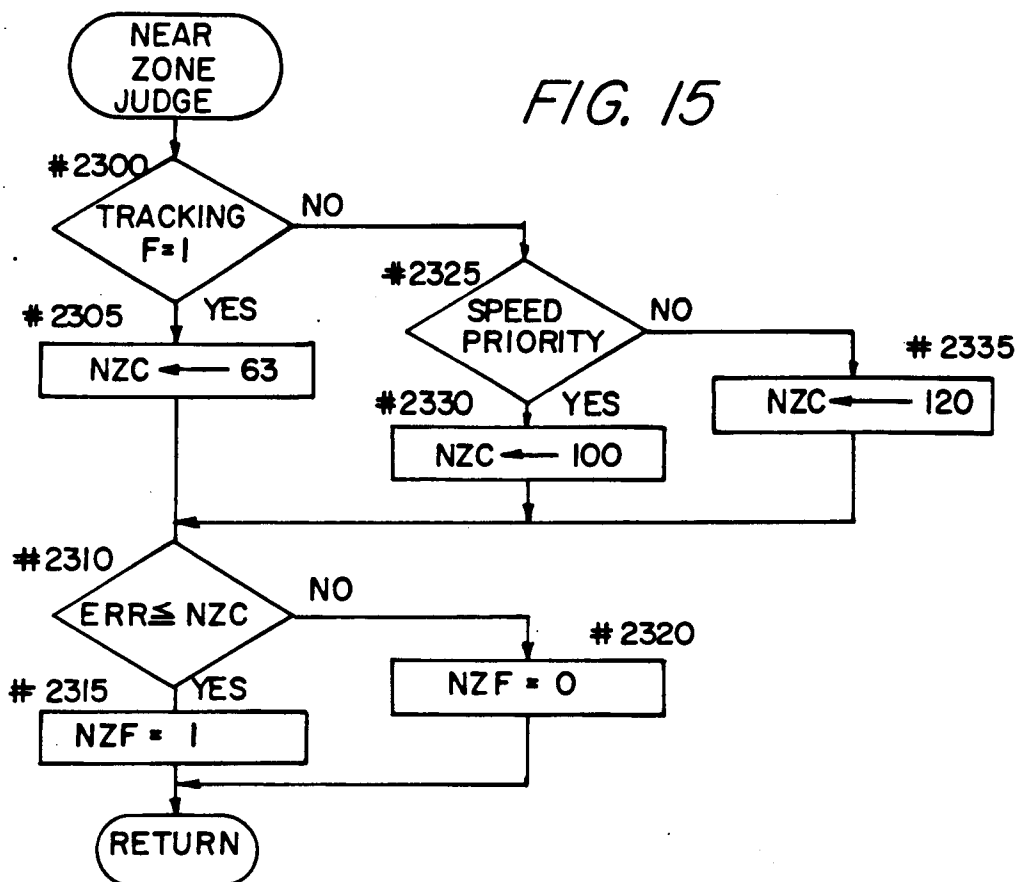 NEAR
ZONE
JUDGE
FIG. 15
#2300
TRACKING
F=1
NO
YES
#2325
SPEED
PRIORITY
NO
YES
#2305
NZC ← 63
#2330
NZC ← 100
#2335
NZC ← 120
#2310
ERR ≦ NZC
NO
YES
#2320
NZF = 0
#2315
NZF = 1
RETURN